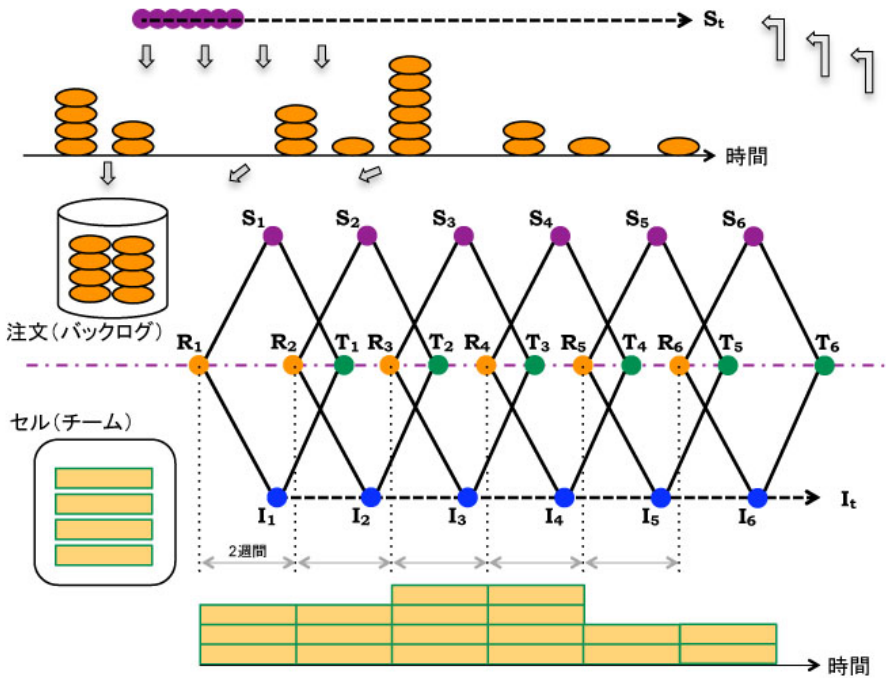 S_t
時間
S₁ S₂ S₃ S₄ S₅ S₆
注文(バックログ)
R₁ R₂ T₁ R₃ T₂ R₄ T₃ R₅ T₄ R₆ T₅ T₆
セル(チーム)
I₁ I₂ I₃ I₄ I₅ I₆ I_t
2週間
時間